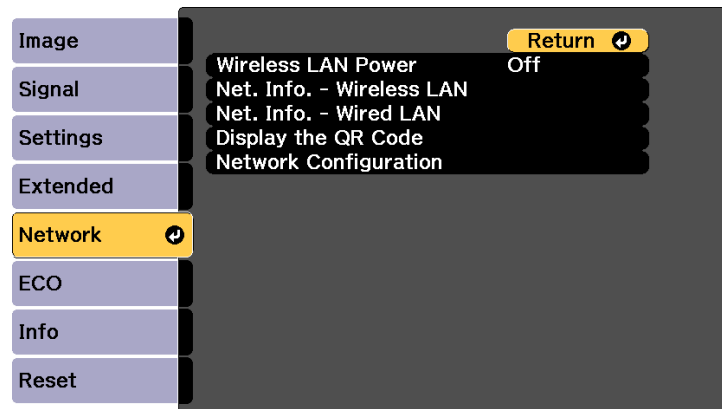 Image
Signal
Settings
Extended
Network
ECO
Info
Reset
Return
Wireless LAN Power Off
Net. Info. - Wireless LAN
Net. Info. - Wired LAN
Display the QR Code
Network Configuration